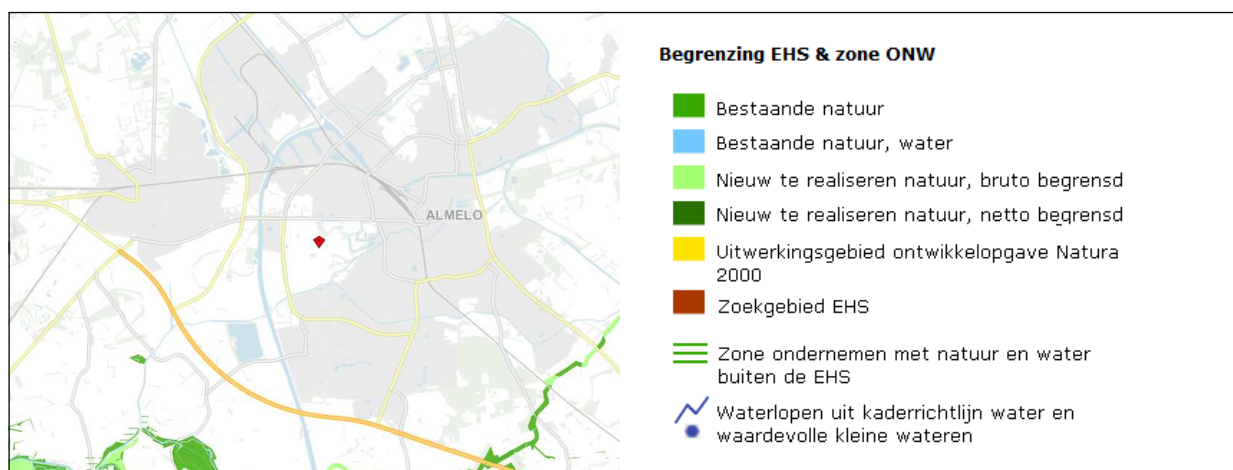 Begrenzing EHS & zone ONW
Bestaande natuur
Bestaande natuur, water
Nieuw te realiseren natuur, bruto begrensd
Nieuw te realiseren natuur, netto begrensd
Uitwerkingsgebied ontwikkelopgave Natura
2000
Zoekgebied EHS
Zone ondernemen met natuur en water
buiten de EHS
Waterlopen uit kaderrichtlijn water en
waardevolle kleine wateren
ALMELO